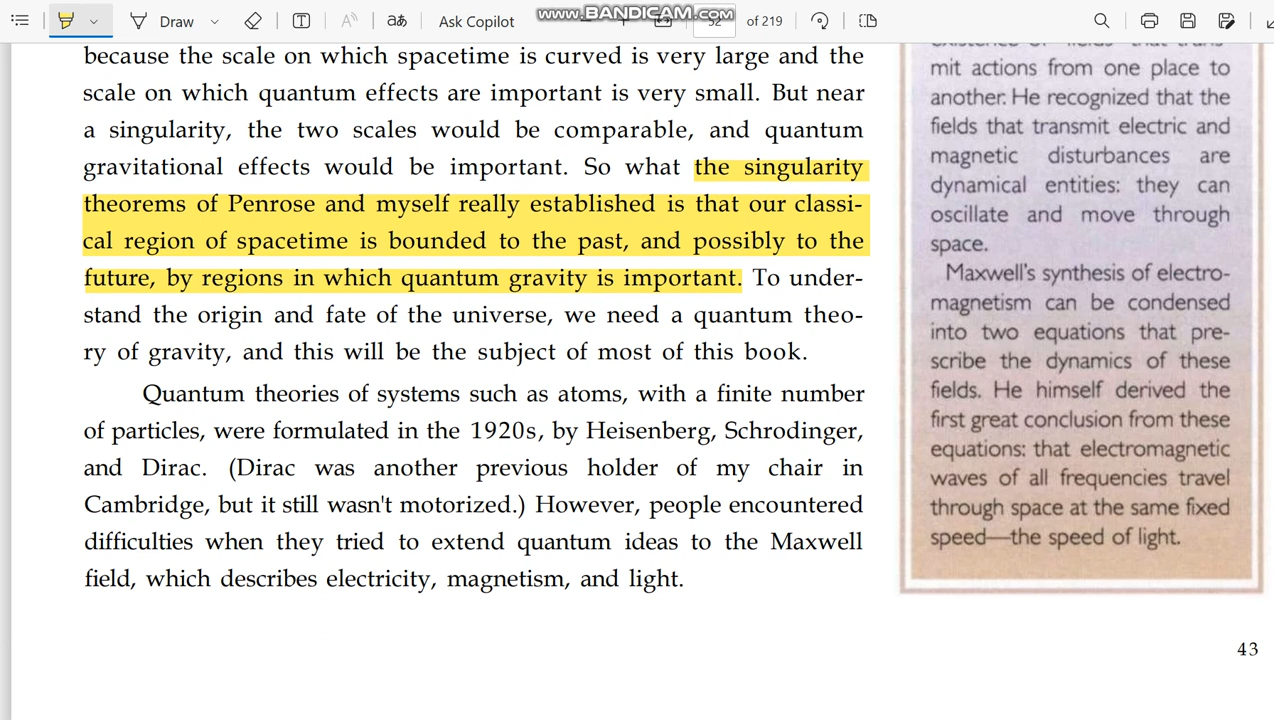 Draw
Ask Copilot
www.BANDICAM.com
52
of 219
because the scale on which spacetime is curved is very large and the
scale on which quantum effects are important is very small. But near
a singularity, the two scales would be comparable, and quantum
gravitational effects would be important. So what the singularity
theorems of Penrose and myself really established is that our classi-
cal region of spacetime is bounded to the past, and possibly to the
future, by regions in which quantum gravity is important. To under-
stand the origin and fate of the universe, we need a quantum theo-
ry of gravity, and this will be the subject of most of this book.
Quantum theories of systems such as atoms, with a finite number
of particles, were formulated in the 1920s, by Heisenberg, Schrodinger,
and Dirac. (Dirac was another previous holder of my chair in
Cambridge, but it still wasn't motorized.) However, people encountered
difficulties when they tried to extend quantum ideas to the Maxwell
field, which describes electricity, magnetism, and light.
existence of "fields" that trans-
mit actions from one place to
another. He recognized that the
fields that transmit electric and
magnetic disturbances are
dynamical entities: they can
oscillate and move through
space.
Maxwell's synthesis of electro-
magnetism can be condensed
into two equations that pre-
scribe the dynamics of these
fields. He himself derived the
first great conclusion from these
equations: that electromagnetic
waves of all frequencies travel
through space at the same fixed
speed—the speed of light.
43